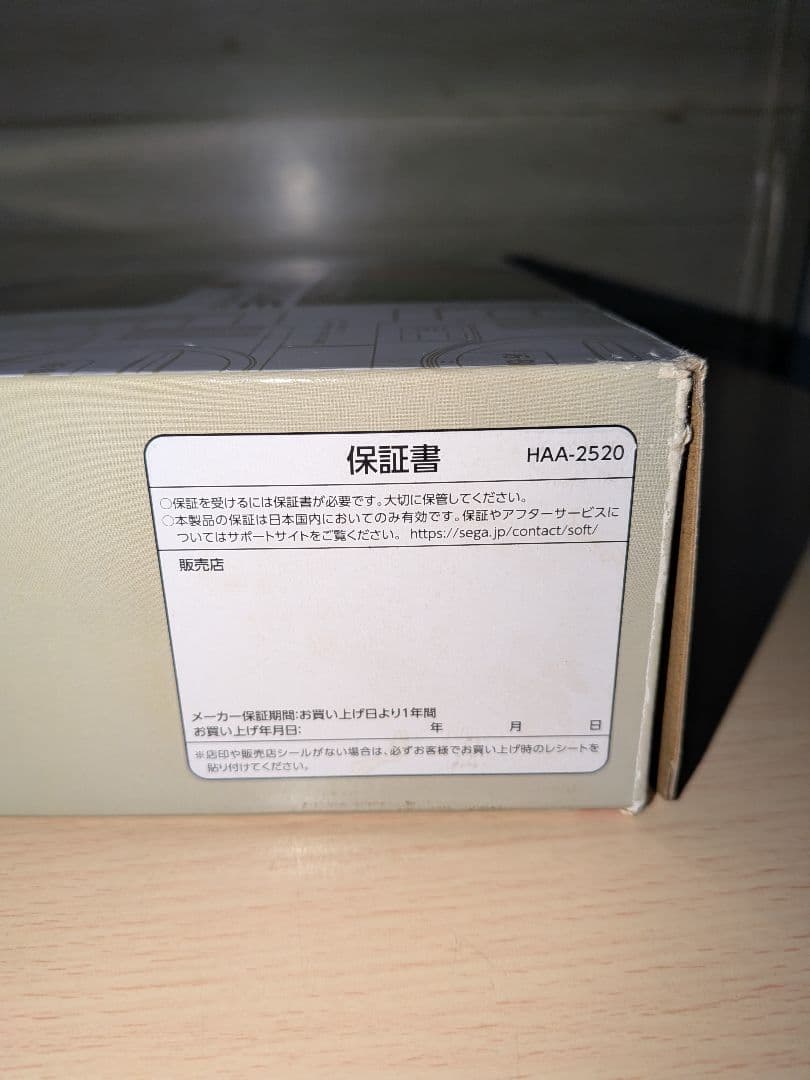 保証書
HAA-2520
○保証を受けるには保証書が必要です。大切に保管してください。
○本製品の保証は日本国内においてのみ有効です。保証やアフターサービスに
ついてはサポートサイトをご覧ください。 https://sega.jp/contact/soft/
販売店
メーカー保証期間:お買い上げ日より1年間
お買い上げ年月日: 年 月 日
※店印や販売店シールがない場合は、必ずお客様でお買い上げ時のレシートを
貼り付けてください。